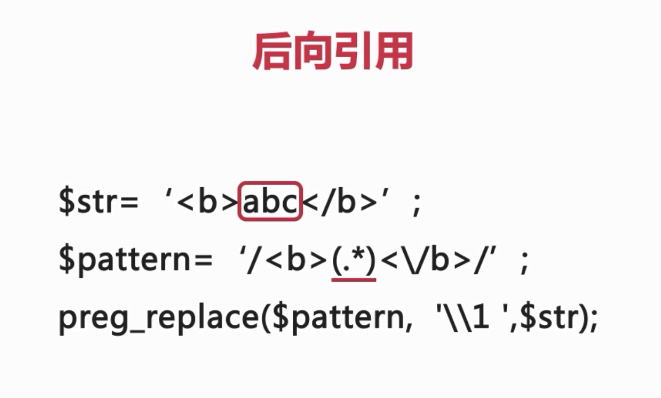 后向引用
$str= ‘<b>abc</b>’ ;
$pattern= ‘/<b>(.*)<\/b>/’ ;
preg_replace($pattern, '\\1 ',$str);